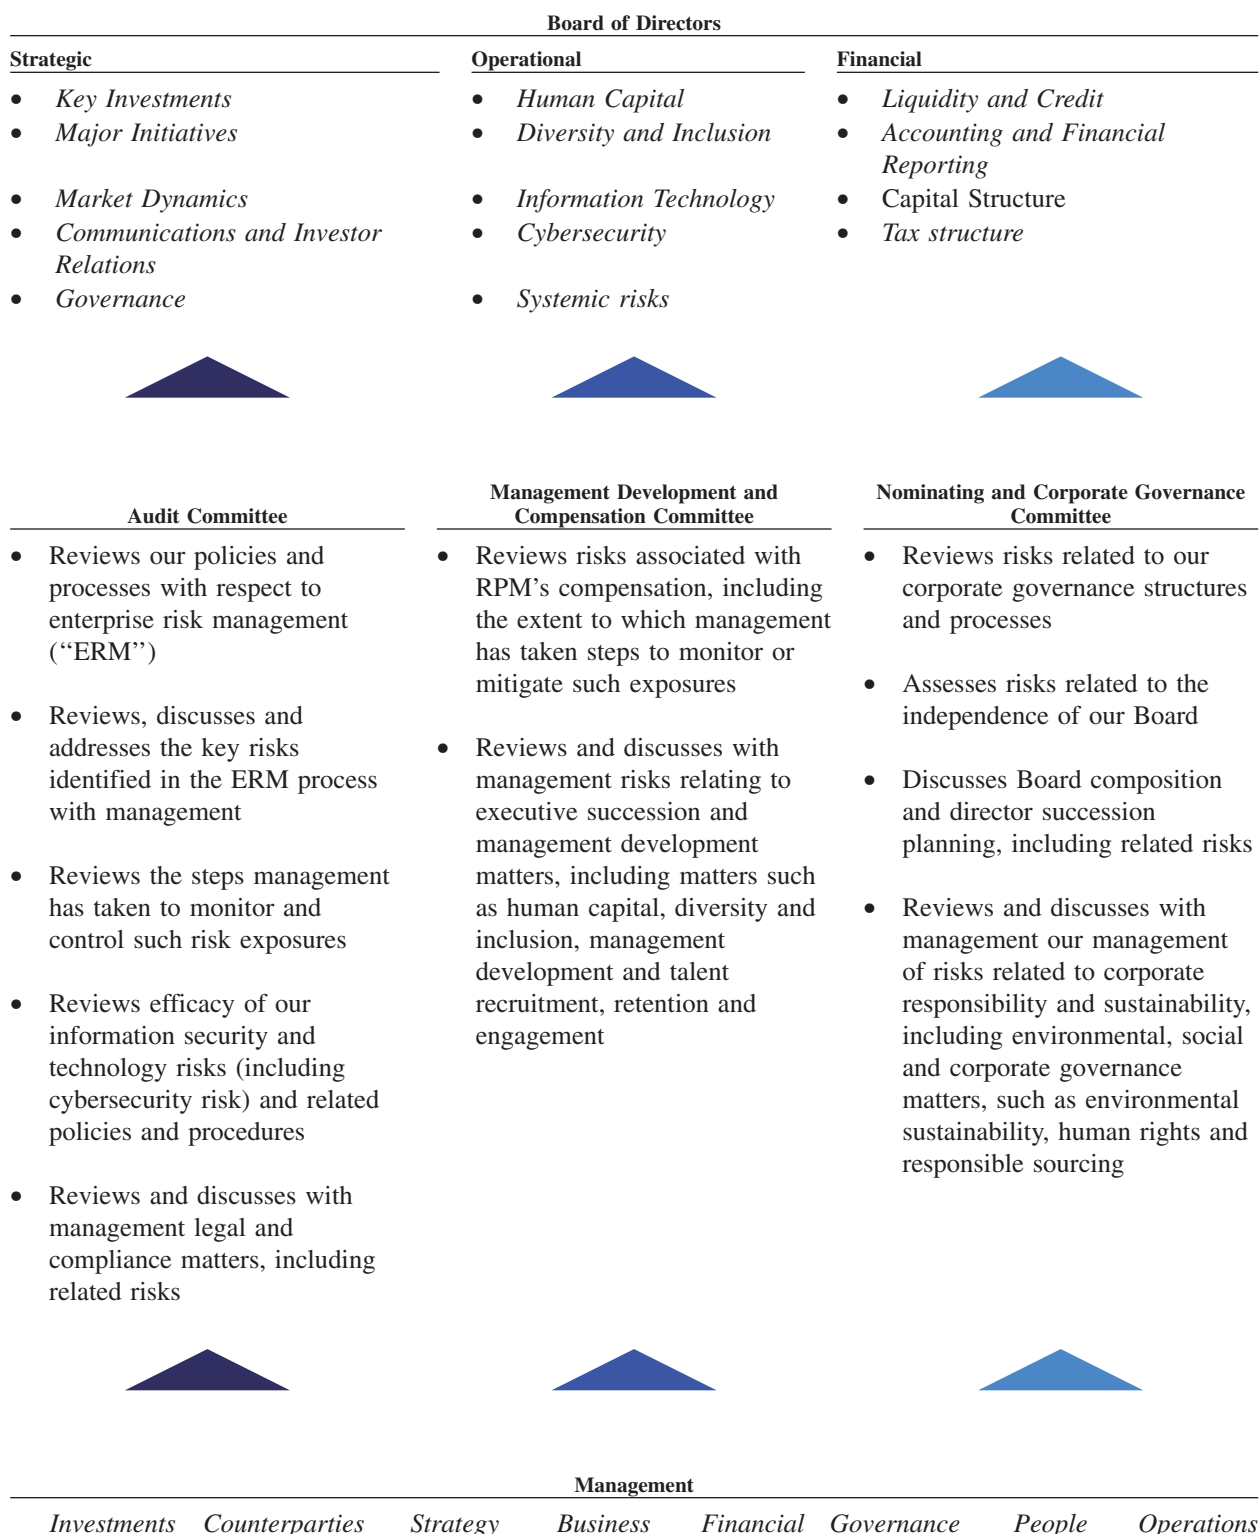 Board of Directors
Strategic
• Key Investments
• Major Initiatives
• Market Dynamics
• Communications and Investor
Relations
• Governance
Operational
• Human Capital
• Diversity and Inclusion
• Information Technology
• Cybersecurity
• Systemic risks
Financial
• Liquidity and Credit
• Accounting and Financial
Reporting
• Capital Structure
• Tax structure
Audit Committee
• Reviews our policies and
processes with respect to
enterprise risk management
(‘‘ERM’’)
• Reviews, discusses and
addresses the key risks
identified in the ERM process
with management
• Reviews the steps management
has taken to monitor and
control such risk exposures
• Reviews efficacy of our
information security and
technology risks (including
cybersecurity risk) and related
policies and procedures
• Reviews and discusses with
management legal and
compliance matters, including
related risks
Management Development and
Compensation Committee
• Reviews risks associated with
RPM’s compensation, including
the extent to which management
has taken steps to monitor or
mitigate such exposures
• Reviews and discusses with
management risks relating to
executive succession and
management development
matters, including matters such
as human capital, diversity and
inclusion, management
development and talent
recruitment, retention and
engagement
Nominating and Corporate Governance
Committee
• Reviews risks related to our
corporate governance structures
and processes
• Assesses risks related to the
independence of our Board
• Discusses Board composition
and director succession
planning, including related risks
• Reviews and discusses with
management our management
of risks related to corporate
responsibility and sustainability,
including environmental, social
and corporate governance
matters, such as environmental
sustainability, human rights and
responsible sourcing
Management
Investments Counterparties Strategy Business Financial Governance People Operations